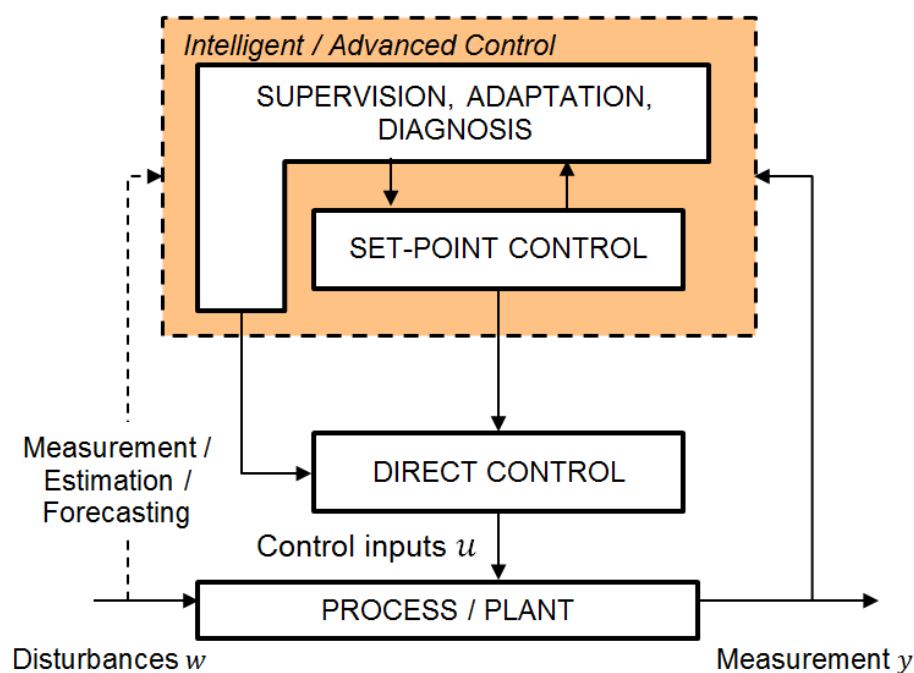 Intelligent / Advanced Control
SUPERVISION, ADAPTATION,
DIAGNOSIS
SET-POINT CONTROL
Measurement /
Estimation /
Forecasting
DIRECT CONTROL
Control inputs u
PROCESS / PLANT
Disturbances w
Measurement y